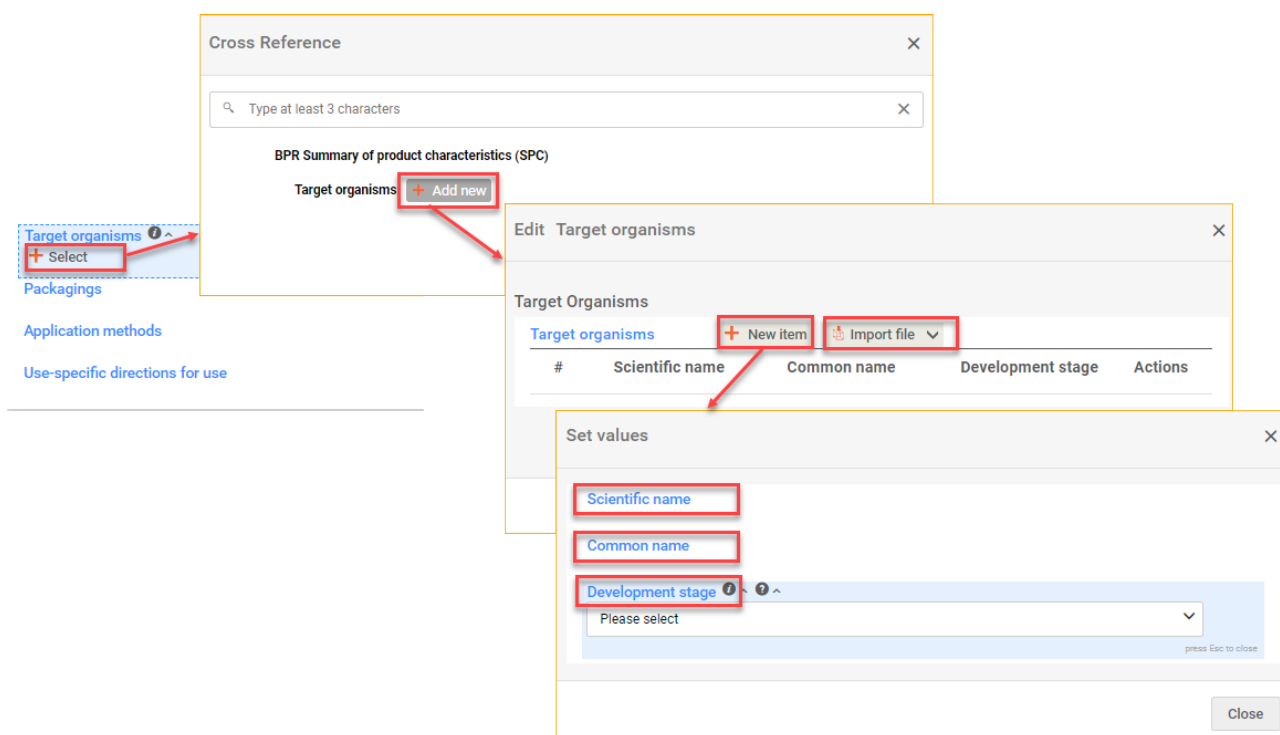 Cross Reference
Type at least 3 characters
BPR Summary of product characteristics (SPC)
Target organisms + Add new
Target organisms
+ Select
Packagings
Application methods
Use-specific directions for use
Edit Target organisms
Target Organisms
Target organisms + New item Import file
# Scientific name Common name Development stage Actions
Set values
Scientific name
Common name
Development stage
Please select
press Esc to close
Close